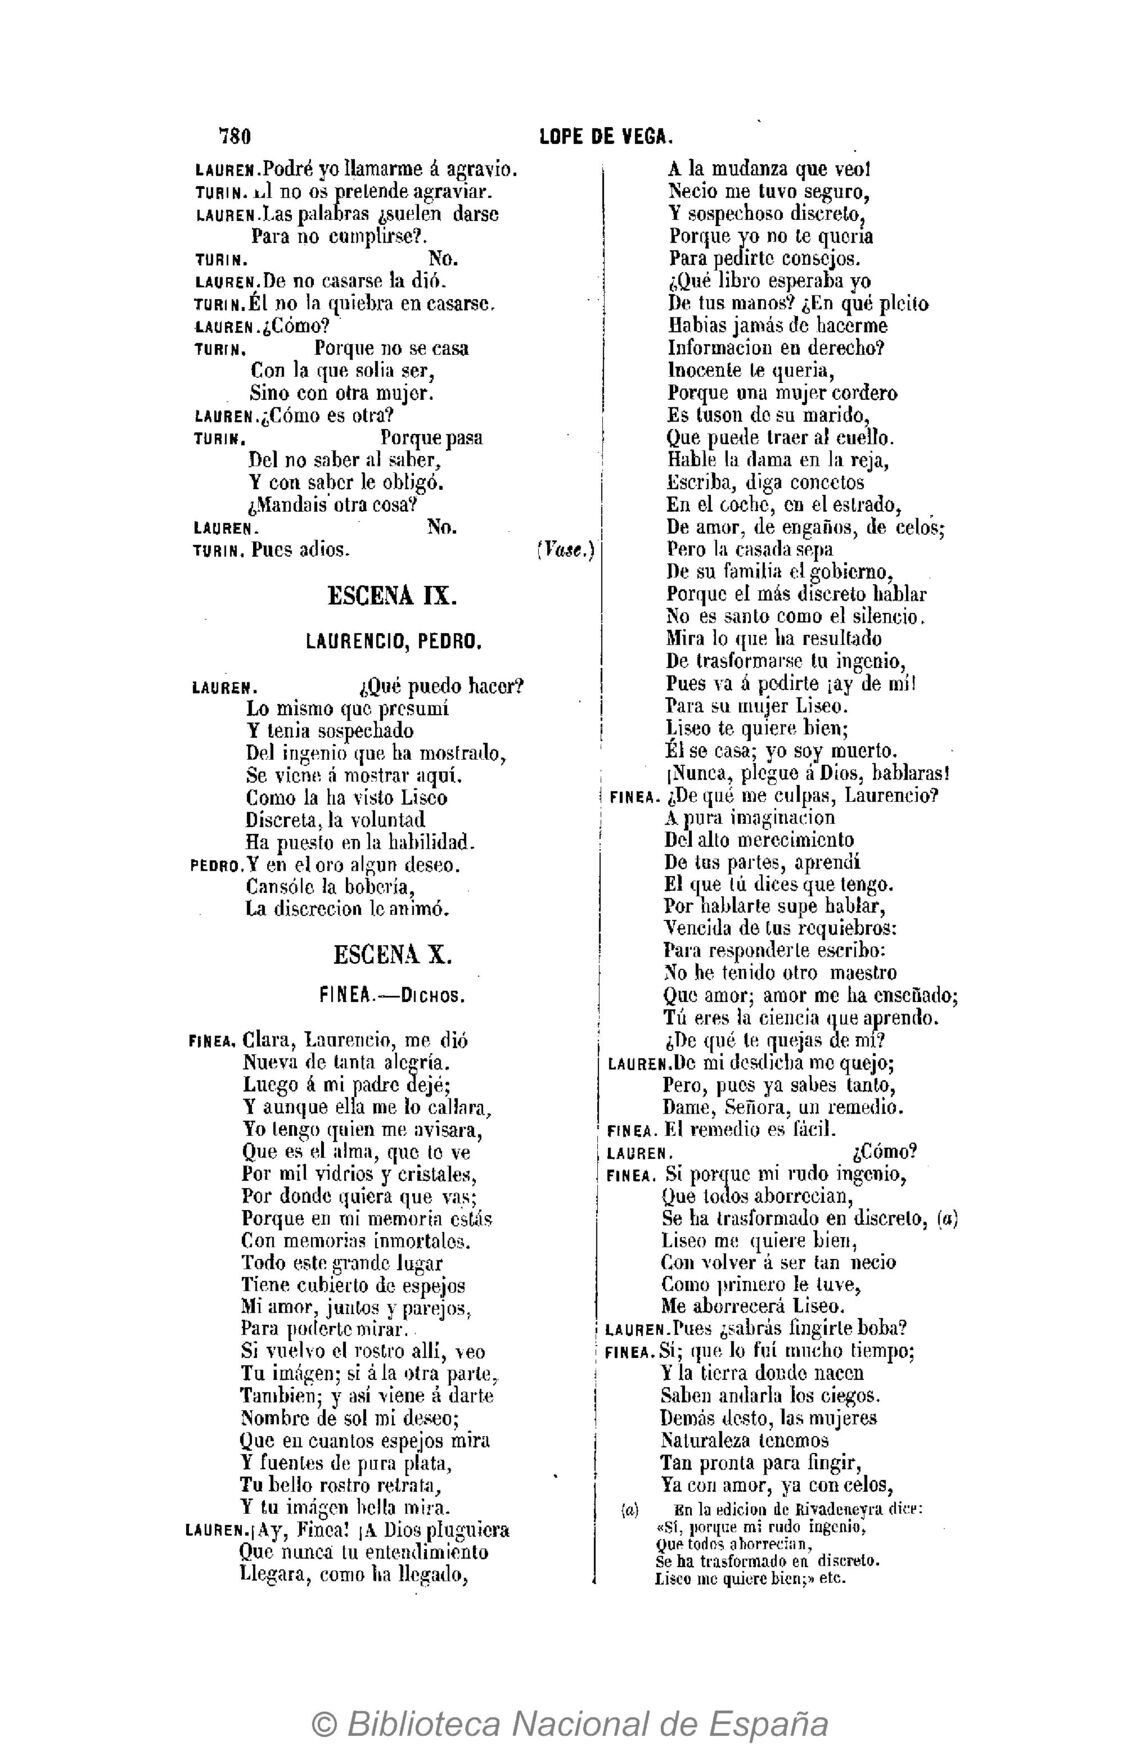 780
LOPE DE VEGA.
LAUREN. Podré yo llamarme á agravio.
TURIN. Él no os pretende agraviar.
LAUREN. Las palabras ¿suelen darse
Para no cumplirse?.
TURIN. No.
LAUREN. De no casarse la dió.
TURIN. Él no la quiebra en casarse.
LAUREN. ¿Cómo?
TURIN. Porque no se casa
Con la que solia ser,
Sino con otra mujer.
LAUREN. ¿Cómo es otra?
TURIN. Porque pasa
Del no saber al saber,
Y con saber le obligó.
¿Mandais otra cosa?
LAUREN. No.
TURIN. Pues adios. (Vase.)
ESCENA IX.
LAURENCIO, PEDRO.
LAUREN. ¿Qué puedo hacer?
Lo mismo que presumí
Y tenia sospechado
Del ingenio que ha mostrado,
Se viene á mostrar aquí.
Como la ha visto Liseo
Discreta, la voluntad
Ha puesto en la habilidad.
PEDRO. Y en el oro algun deseo.
Cansóle la bobería,
La discrecion le animó.
ESCENA X.
FINEA.—DICHOS.
FINEA. Clara, Laurencio, me dió
Nueva de tanta alegría.
Luego á mi padre dejé;
Y aunque ella me lo callara,
Yo tengo quien me avisara,
Que es el alma, que te ve
Por mil vidrios y cristales,
Por donde quiera que vas;
Porque en mi memoria estás
Con memorias inmortales.
Todo este grande lugar
Tiene cubierto de espejos
Mi amor, juntos y parejos,
Para poderte mirar.
Si vuelvo el rostro allí, veo
Tu imágen; si á la otra parte,
Tambien; y así viene á darte
Nombre de sol mi deseo;
Que en cuantos espejos mira
Y fuentes de pura plata,
Tu bello rostro retrata,
Y tu imágen bella mira.
LAUREN. ¡Ay, Finea! ¡A Dios pluguiera
Que nunca tu entendimiento
Llegara, como ha llegado,
A la mudanza que veo!
Necio me tuvo seguro,
Y sospechoso discreto,
Porque yo no te queria
Para pedirte consejos.
¿Qué libro esperaba yo
De tus manos? ¿En qué pleito
Habias jamás de hacerme
Informacion en derecho?
Inocente te queria,
Porque una mujer cordero
Es tuson de su marido,
Que puede traer al cuello.
Hable la dama en la reja,
Escriba, diga concetos
En el coche, en el estrado,
De amor, de engaños, de celos;
Pero la casada sepa
De su familia el gobierno,
Porque el más discreto hablar
No es santo como el silencio.
Mira lo que ha resultado
De trasformarse tu ingenio,
Pues va á pedirte ¡ay de mí!
Para su mujer Liseo.
Liseo te quiere bien;
Él se casa; yo soy muerto.
¡Nunca, plegue á Dios, hablaras!
FINEA. ¿De qué me culpas, Laurencio?
A pura imaginacion
Del alto merecimiento
De tus partes, aprendí
El que tú dices que tengo.
Por hablarte supe hablar,
Vencida de tus requiebros:
Para responderte escribo:
No he tenido otro maestro
Que amor; amor me ha enseñado;
Tú eres la ciencia que aprendo.
¿De qué te quejas de mí?
LAUREN. De mi desdicha me quejo;
Pero, pues ya sabes tanto,
Dame, Señora, un remedio.
FINEA. El remedio es fácil.
LAUREN. ¿Cómo?
FINEA. Si porque mi rudo ingenio,
Que todos aborrecian,
Se ha trasformado en discreto, (a)
Liseo me quiere bien,
Con volver á ser tan necio
Como primero le tuve,
Me aborrecerá Liseo.
LAUREN. Pues ¿sabrás fingirte boba?
FINEA. Si; que lo fuí mucho tiempo;
Y la tierra donde nacen
Saben andarla los ciegos.
Demás desto, las mujeres
Naturaleza tenemos
Tan pronta para fingir,
Ya con amor, ya con celos,
(a) En la edicion de Rivadeneyra dice:
«Sí, porque mi rudo ingenio,
Que todos aborrecian,
Se ha trasformado en discreto.
Liseo me quiere bien;» etc.
© Biblioteca Nacional de España